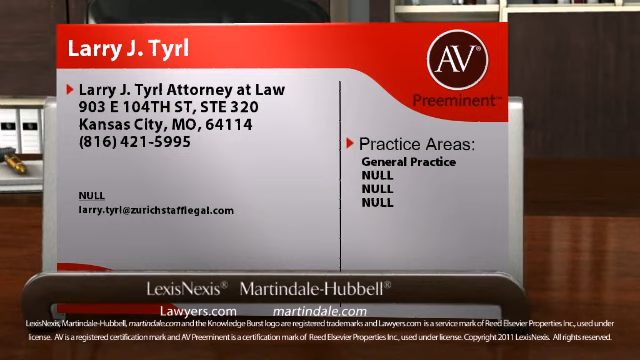 Larry J. Tyrl
AV®
Preeminent™
Larry J. Tyrl Attorney at Law
903 E 104TH ST, STE 320
Kansas City, MO, 64114
(816) 421-5995
NULL
larry.tyrl@zurichstafflegal.com
Practice Areas:
General Practice
NULL
NULL
NULL
LexisNexis® Martindale-Hubbell®
Lawyers.com martindale.com
LexisNexis, Martindale-Hubbell, martindale.com and the Knowledge Burst logo are registered trademarks and Lawyers.com is a service mark of Reed Elsevier Properties Inc., used under
license. AV is a registered certification mark and AV Preeminent is a certification mark of Reed Elsevier Properties Inc., used under license. Copyright 2011 LexisNexis. All rights reserved.